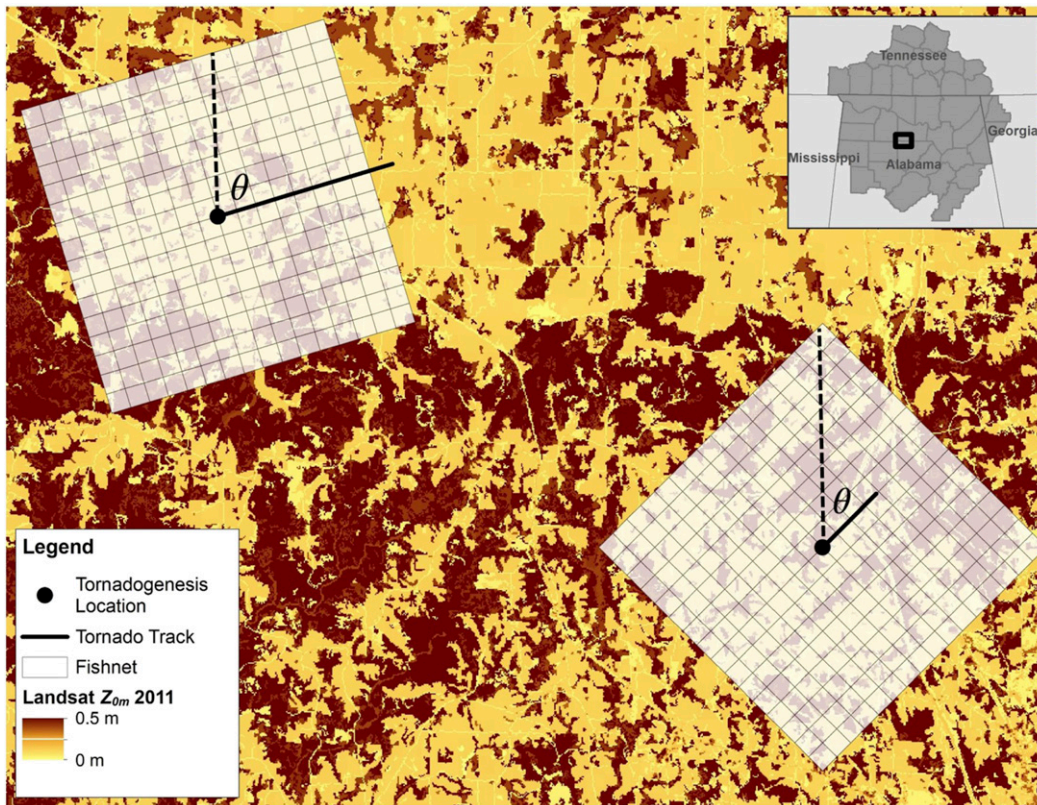 Tennessee
Georgia
Mississippi
Alabama
θ
θ
Legend
Tornadogenesis
Location
Tornado Track
Fishnet
Landsat Z0m 2011
0.5 m
0 m